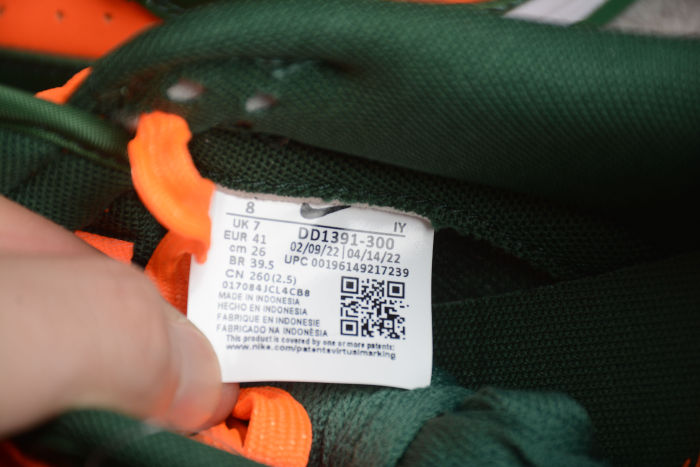 8 IY
UK 7 DD1391-300
EUR 41 02/09/22 | 04/14/22
cm 26 UPC 00196149217239
BR 39.5
CN 260(2.5)
017084JCL4CB8
MADE IN INDONESIA
HECHO EN INDONESIA
FABRIQUE EN INDONESIE
FABRICADO NA INDONÉSIA
This product is covered by one or more patents:
www.nike.com/patentsvirtualmarking